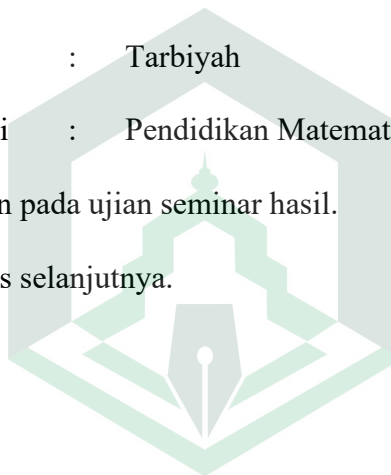 : Tarbiyah
i : Pendidikan Matemat
n pada ujian seminar hasil.
s selanjutnya.